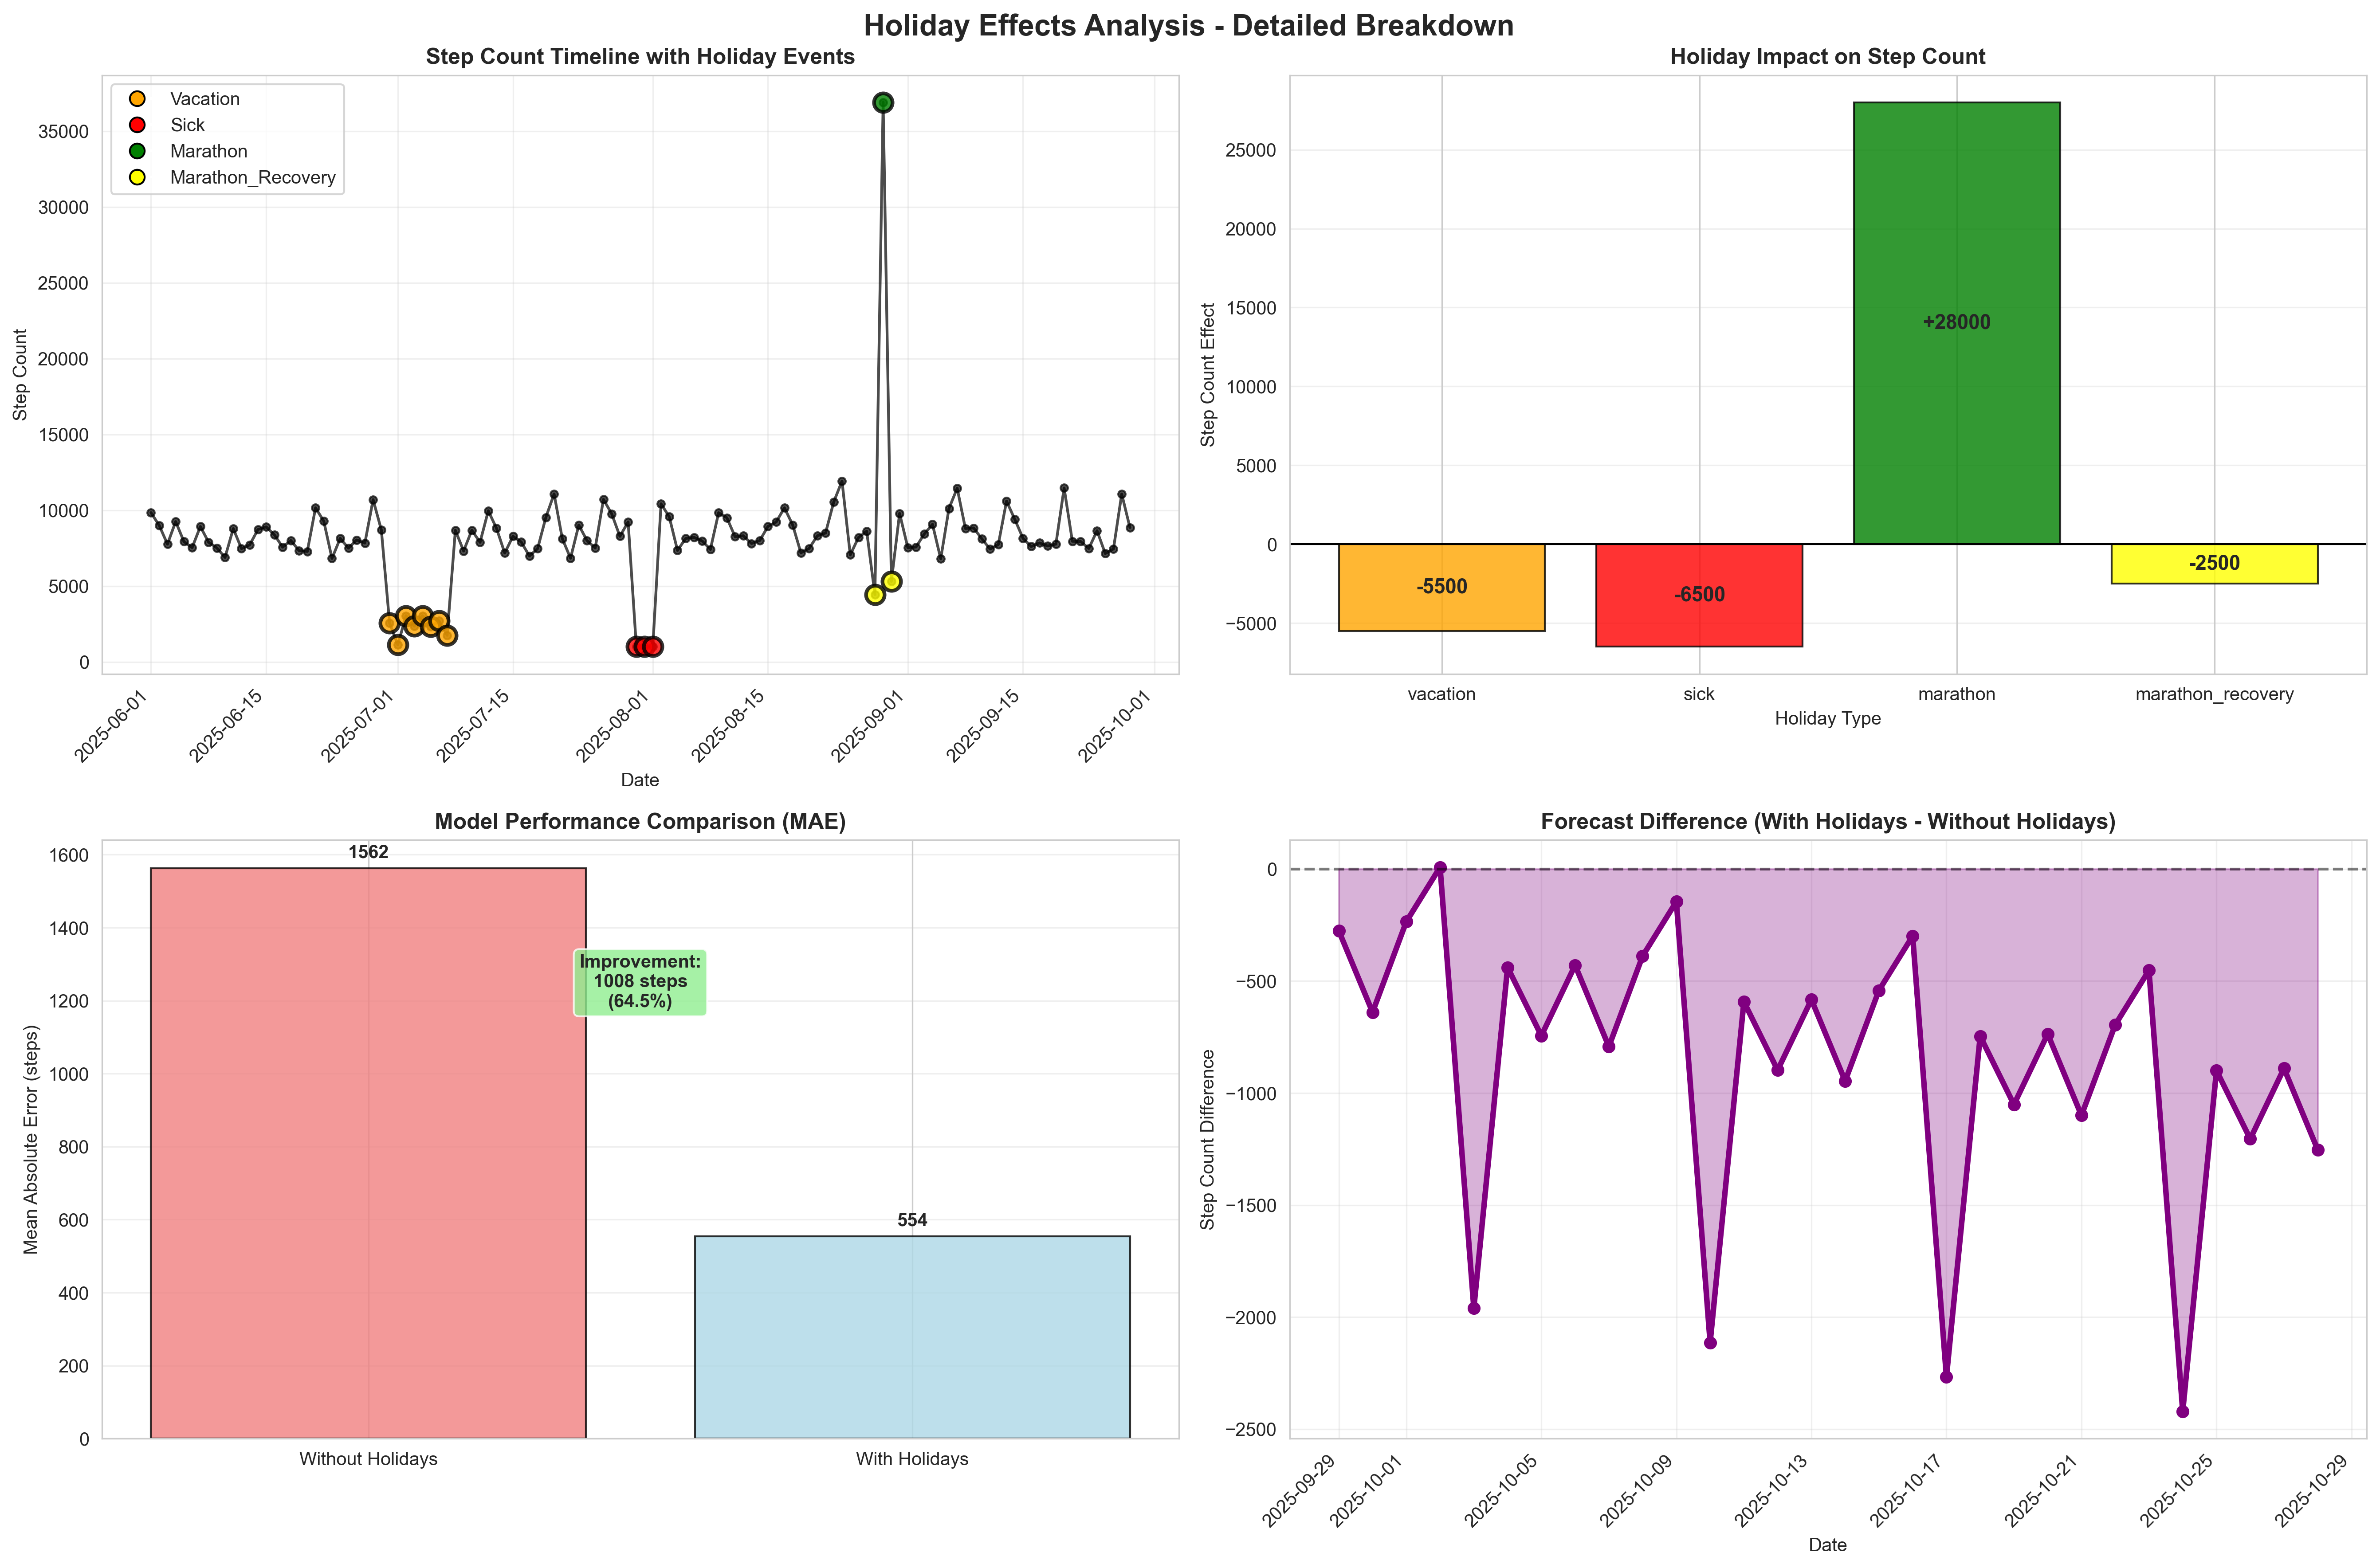 Holiday Effects Analysis - Detailed Breakdown
Step Count Timeline with Holiday Events
Vacation
Sick
Marathon
Marathon_Recovery
Step Count
35000
30000
25000
20000
15000
10000
5000
0
2025-06-01
2025-06-15
2025-07-01
2025-07-15
2025-08-01
2025-08-15
2025-09-01
2025-09-15
2025-10-01
Date
Holiday Impact on Step Count
Step Count Effect
25000
20000
15000
10000
5000
0
−5000
-5500
-6500
+28000
-2500
vacation
sick
marathon
marathon_recovery
Holiday Type
Model Performance Comparison (MAE)
Mean Absolute Error (steps)
1600
1400
1200
1000
800
600
400
200
0
1562
Improvement:
1008 steps
(64.5%)
554
Without Holidays
With Holidays
Forecast Difference (With Holidays - Without Holidays)
Step Count Difference
0
−500
−1000
−1500
−2000
−2500
2025-09-29
2025-10-01
2025-10-05
2025-10-09
2025-10-13
2025-10-17
2025-10-21
2025-10-25
2025-10-29
Date